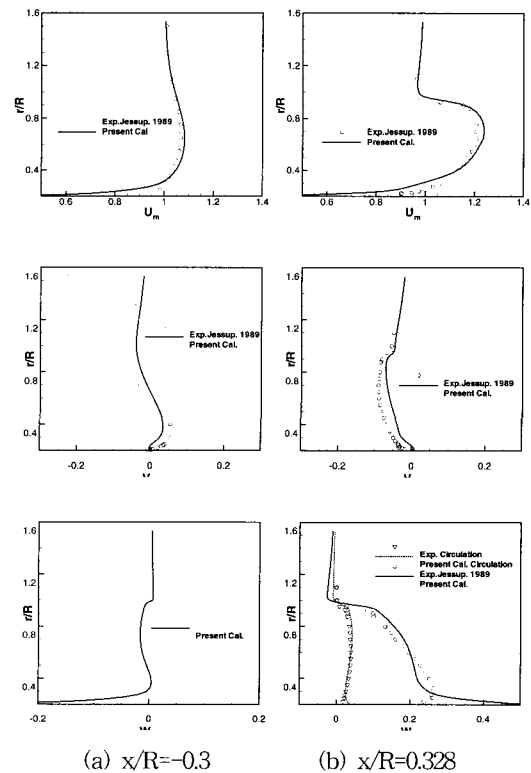 1.6
1.2
0.8
0.4
r/R
Exp.Jessup. 1989
Present Cal.
0.6 0.8 1 1.2 1.4
Um
1.6
1.2
0.8
0.4
r/R
Exp.Jessup. 1989
Present Cal.
0.6 0.8 1 1.2 1.4
Um
1.6
1.2
0.8
0.4
r/R
Exp.Jessup. 1989
Present Cal.
-0.2 0 0.2
1.6
1.2
0.8
0.4
r/R
Exp.Jessup. 1989
Present Cal.
-0.2 0 0.2
1.6
1.2
0.8
0.4
r/R
Present Cal.
-0.2 0 0.2
1.6
1.2
0.8
0.4
r/R
Exp. Circulation
Present Cal. Circulation
Exp.Jessup. 1989
Present Cal.
0 0.2 0.4
(a) x/R=-0.3
(b) x/R=0.328